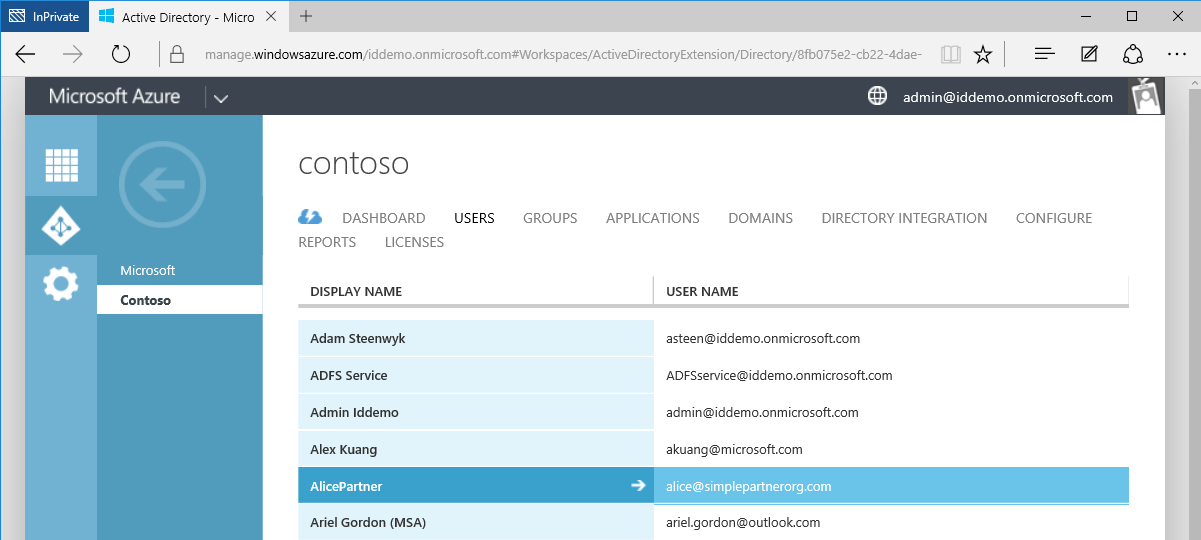 InPrivate
Active Directory - Micro
manage.windowsazure.com/iddemo.onmicrosoft.com#Workspaces/ActiveDirectoryExtension/Directory/8fb075e2-cb22-4dae-
Microsoft Azure
admin@iddemo.onmicrosoft.com
Microsoft
Contoso
contoso
DASHBOARD USERS GROUPS APPLICATIONS DOMAINS DIRECTORY INTEGRATION CONFIGURE
REPORTS LICENSES
DISPLAY NAME USER NAME
Adam Steenwyk asteen@iddemo.onmicrosoft.com
ADFS Service ADFSservice@iddemo.onmicrosoft.com
Admin Iddemo admin@iddemo.onmicrosoft.com
Alex Kuang akuang@microsoft.com
AlicePartner alice@simplepartnerorg.com
Ariel Gordon (MSA) ariel.gordon@outlook.com